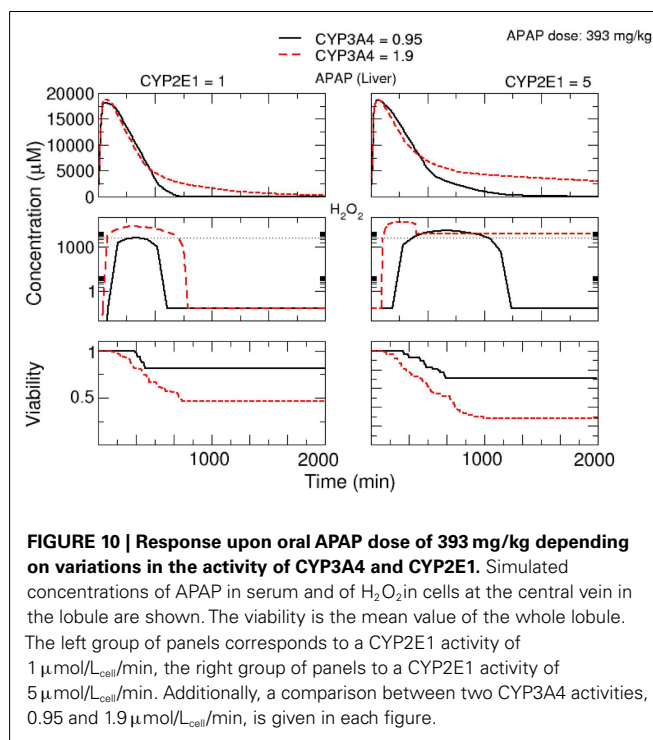 CYP3A4 = 0.95
CYP3A4 = 1.9
APAP dose: 393 mg/kg
CYP2E1 = 1
APAP (Liver)
CYP2E1 = 5
20000
15000
10000
5000
0
Concentration (μM)
H₂O₂
1000
1
1
0.5
Viability
1000
2000
1000
2000
Time (min)
FIGURE 10 | Response upon oral APAP dose of 393 mg/kg depending
on variations in the activity of CYP3A4 and CYP2E1. Simulated
concentrations of APAP in serum and of H₂O₂in cells at the central vein in
the lobule are shown. The viability is the mean value of the whole lobule.
The left group of panels corresponds to a CYP2E1 activity of
1 μmol/Lcell/min, the right group of panels to a CYP2E1 activity of
5 μmol/Lcell/min. Additionally, a comparison between two CYP3A4 activities,
0.95 and 1.9 μmol/Lcell/min, is given in each figure.